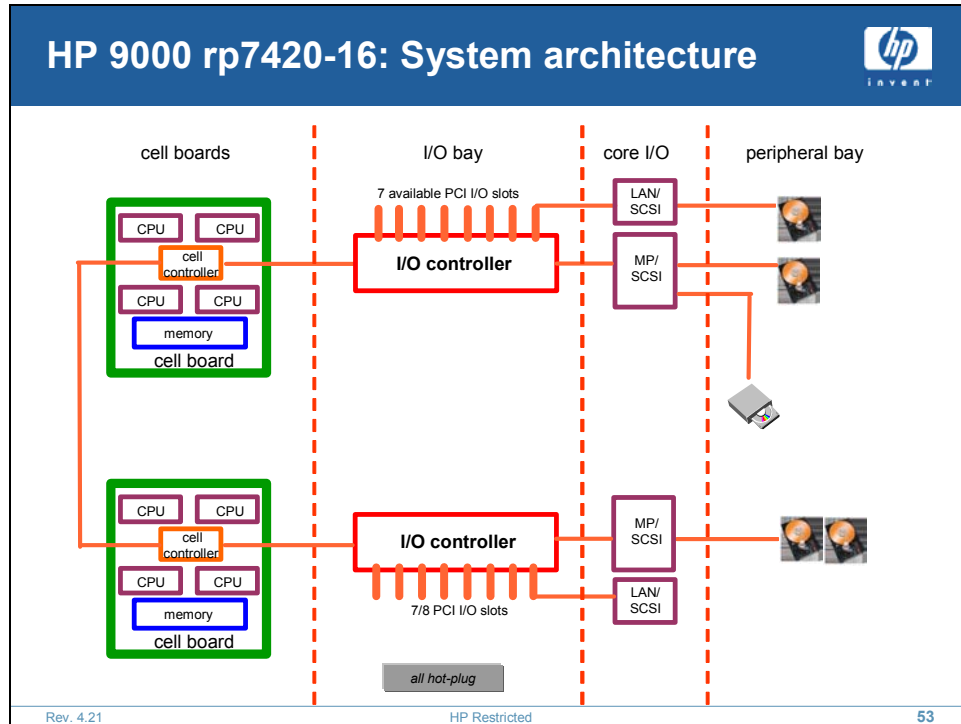 HP 9000 rp7420-16: System architecture
hp
invent
cell boards
I/O bay
core I/O
peripheral bay
7 available PCI I/O slots
LAN/
SCSI
CPU
CPU
cell
controller
I/O controller
MP/
SCSI
CPU
CPU
memory
cell board
CPU
CPU
cell
controller
I/O controller
MP/
SCSI
CPU
CPU
7/8 PCI I/O slots
LAN/
SCSI
memory
cell board
all hot-plug
Rev. 4.21
HP Restricted
53